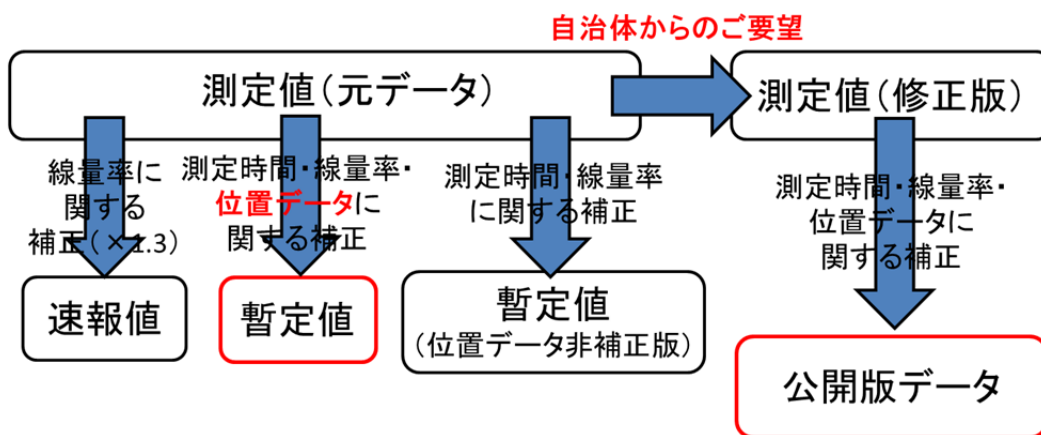 自治体からのご要望
測定値(元データ)
測定値(修正版)
線量率に
関する
補正(×1.3)
測定時間・線量率・
位置データに
関する補正
測定時間・線量率
に関する補正
測定時間・線量率・
位置データに
関する補正
速報値
暫定値
暫定値
(位置データ非補正版)
公開版データ